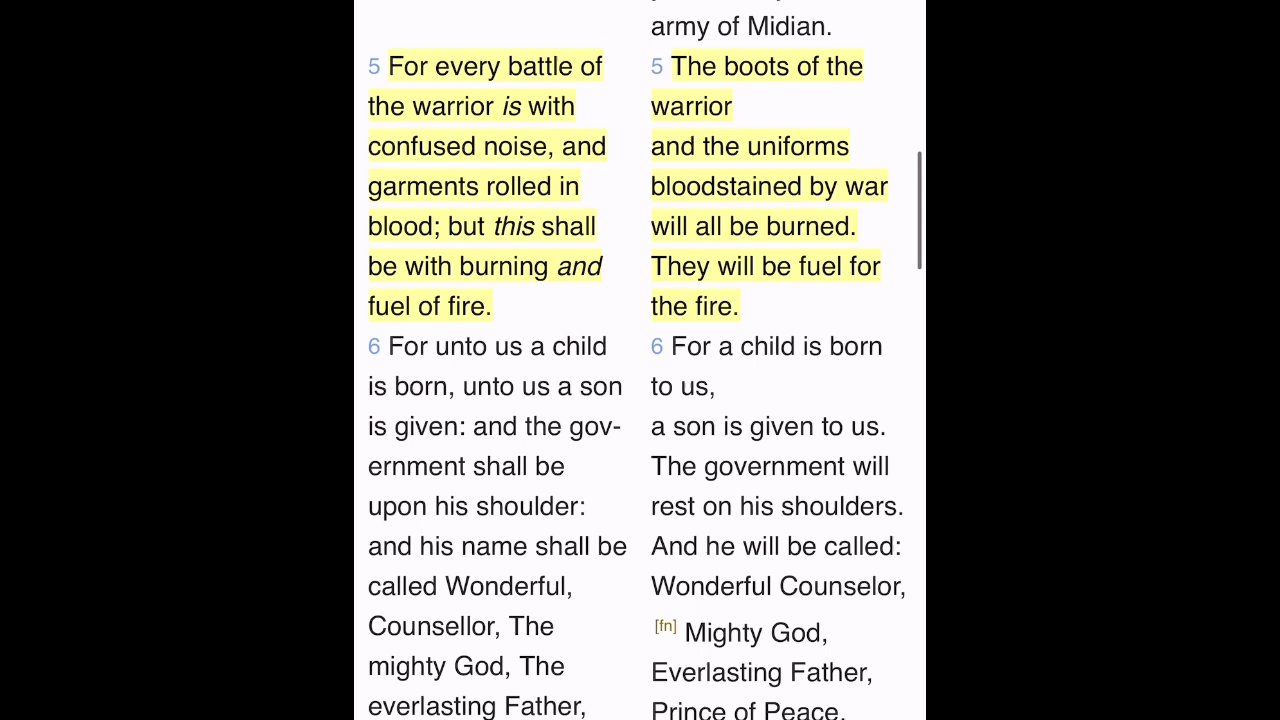 5 For every battle of
the warrior is with
confused noise, and
garments rolled in
blood; but this shall
be with burning and
fuel of fire.
6 For unto us a child
is born, unto us a son
is given: and the gov-
ernment shall be
upon his shoulder:
and his name shall be
called Wonderful,
Counsellor, The
mighty God, The
everlasting Father,
army of Midian.
5 The boots of the
warrior
and the uniforms
bloodstained by war
will all be burned.
They will be fuel for
the fire.
6 For a child is born
to us,
a son is given to us.
The government will
rest on his shoulders.
And he will be called:
Wonderful Counselor,
[fn] Mighty God,
Everlasting Father,
Prince of Peace.